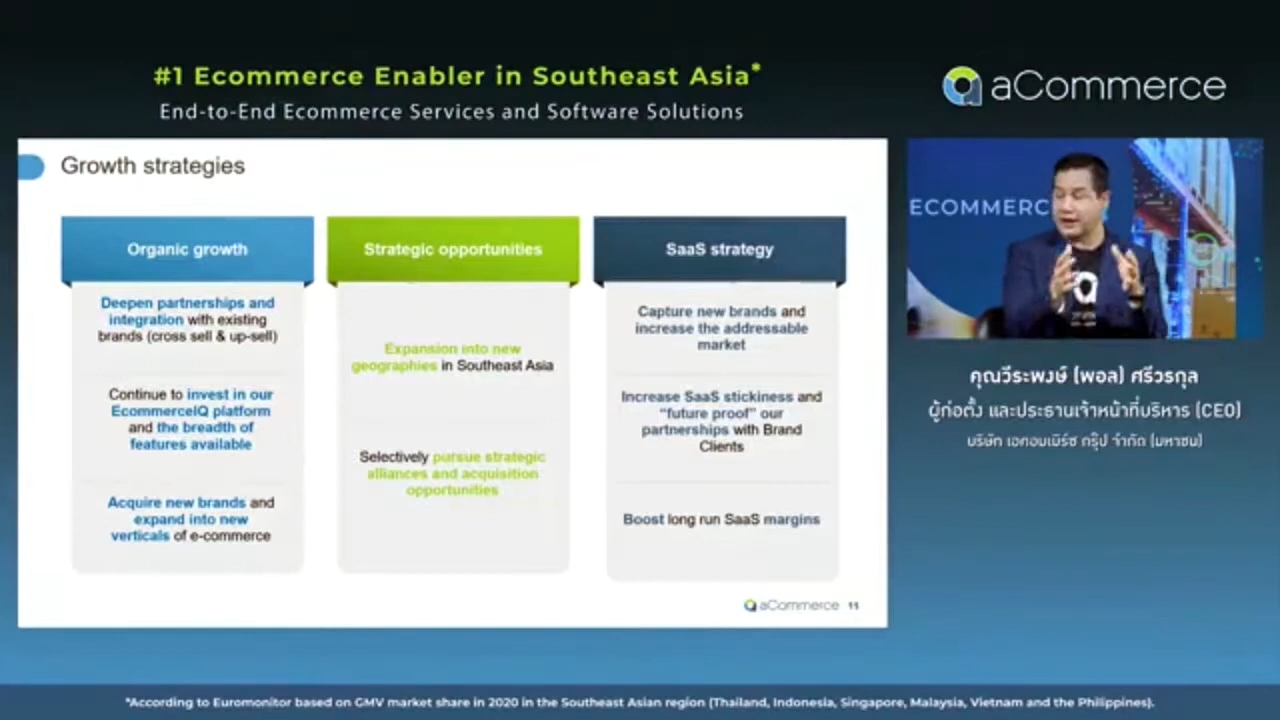 #1 Ecommerce Enabler in Southeast Asia*
End-to-End Ecommerce Services and Software Solutions
aCommerce
Growth strategies
Organic growth
Deepen partnerships and
integration with existing
brands (cross sell & up-sell)
Continue to invest in our
EcommerceIQ platform
and the breadth of
features available
Acquire new brands and
expand into new
verticals of e-commerce
Strategic opportunities
Expansion into new
geographies in Southeast Asia
Selectively pursue strategic
alliances and acquisition
opportunities
SaaS strategy
Capture new brands and
increase the addressable
market
Increase SaaS stickiness and
“future proof” our
partnerships with Brand
Clients
Boost long run SaaS margins
aCommerce 11
ECOMMERC
คุณวีระพงษ์ (พอล) ศรีวรกุล
ผู้ก่อตั้ง และประธานเจ้าหน้าที่บริหาร (CEO)
บริษัท เอคอมเมิร์ซ กรุ๊ป จำกัด (มหาชน)
*According to Euromonitor based on GMV market share in 2020 in the Southeast Asian region (Thailand, Indonesia, Singapore, Malaysia, Vietnam and the Philippines).